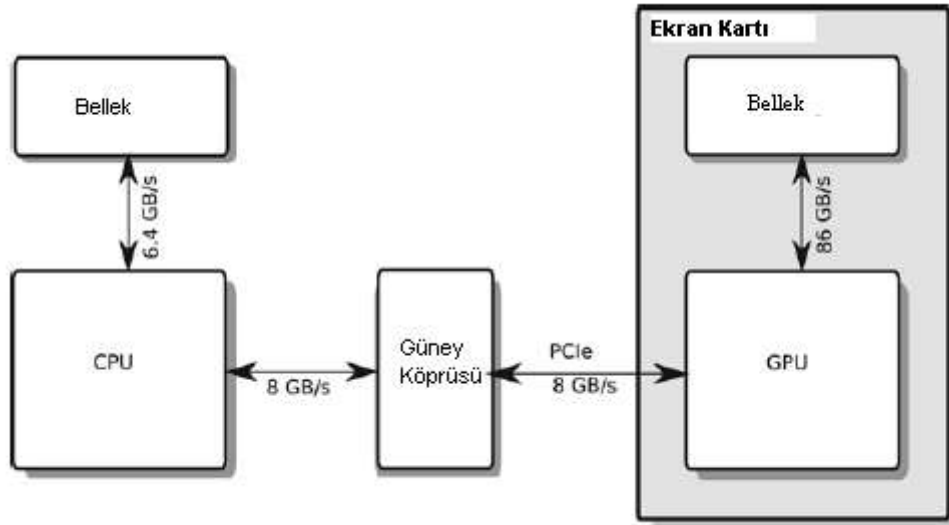 Ekran Kartı
Bellek
Bellek
6.4 GB/s
86 GB/s
CPU
8 GB/s
Güney
Köprüsü
PCIe
8 GB/s
GPU